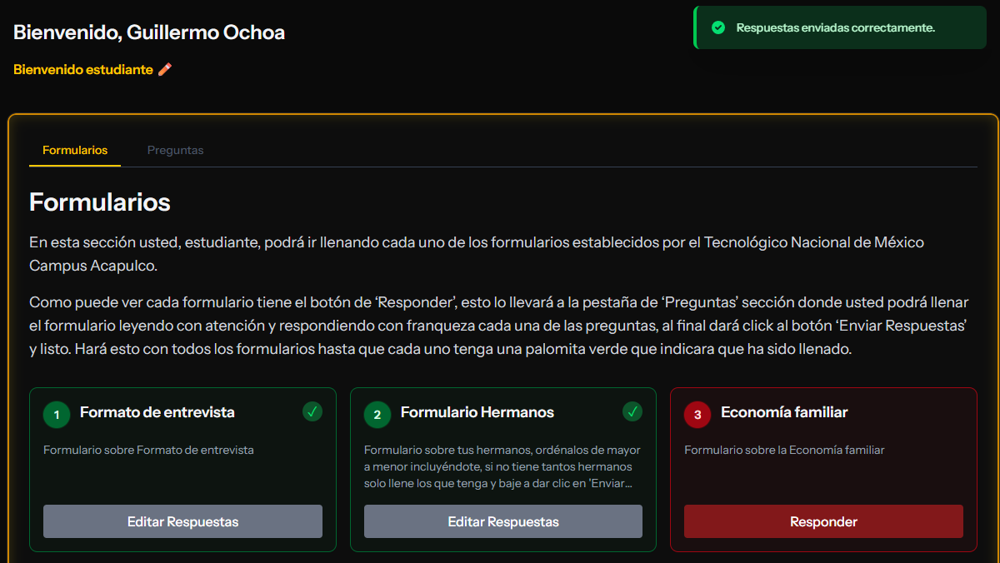 Bienvenido, Guillermo Ochoa
Respuestas enviadas correctamente.
Bienvenido estudiante
Formularios
Preguntas
Formularios
En esta sección usted, estudiante, podrá ir llenando cada uno de los formularios establecidos por el Tecnológico Nacional de México
Campus Acapulco.
Como puede ver cada formulario tiene el botón de ‘Responder’, esto lo llevará a la pestaña de ‘Preguntas’ sección donde usted podrá llenar
el formulario leyendo con atención y respondiendo con franqueza cada una de las preguntas, al final dará click al botón ‘Enviar Respuestas’
y listo. Hará esto con todos los formularios hasta que cada uno tenga una palomita verde que indicara que ha sido llenado.
1
Formato de entrevista
Formulario sobre Formato de entrevista
Editar Respuestas
2
Formulario Hermanos
Formulario sobre tus hermanos, ordénalos de mayor
a menor incluyéndote, si no tiene tantos hermanos
solo llene los que tenga y baje a dar clic en 'Enviar...
Editar Respuestas
3
Economía familiar
Formulario sobre la Economía familiar
Responder